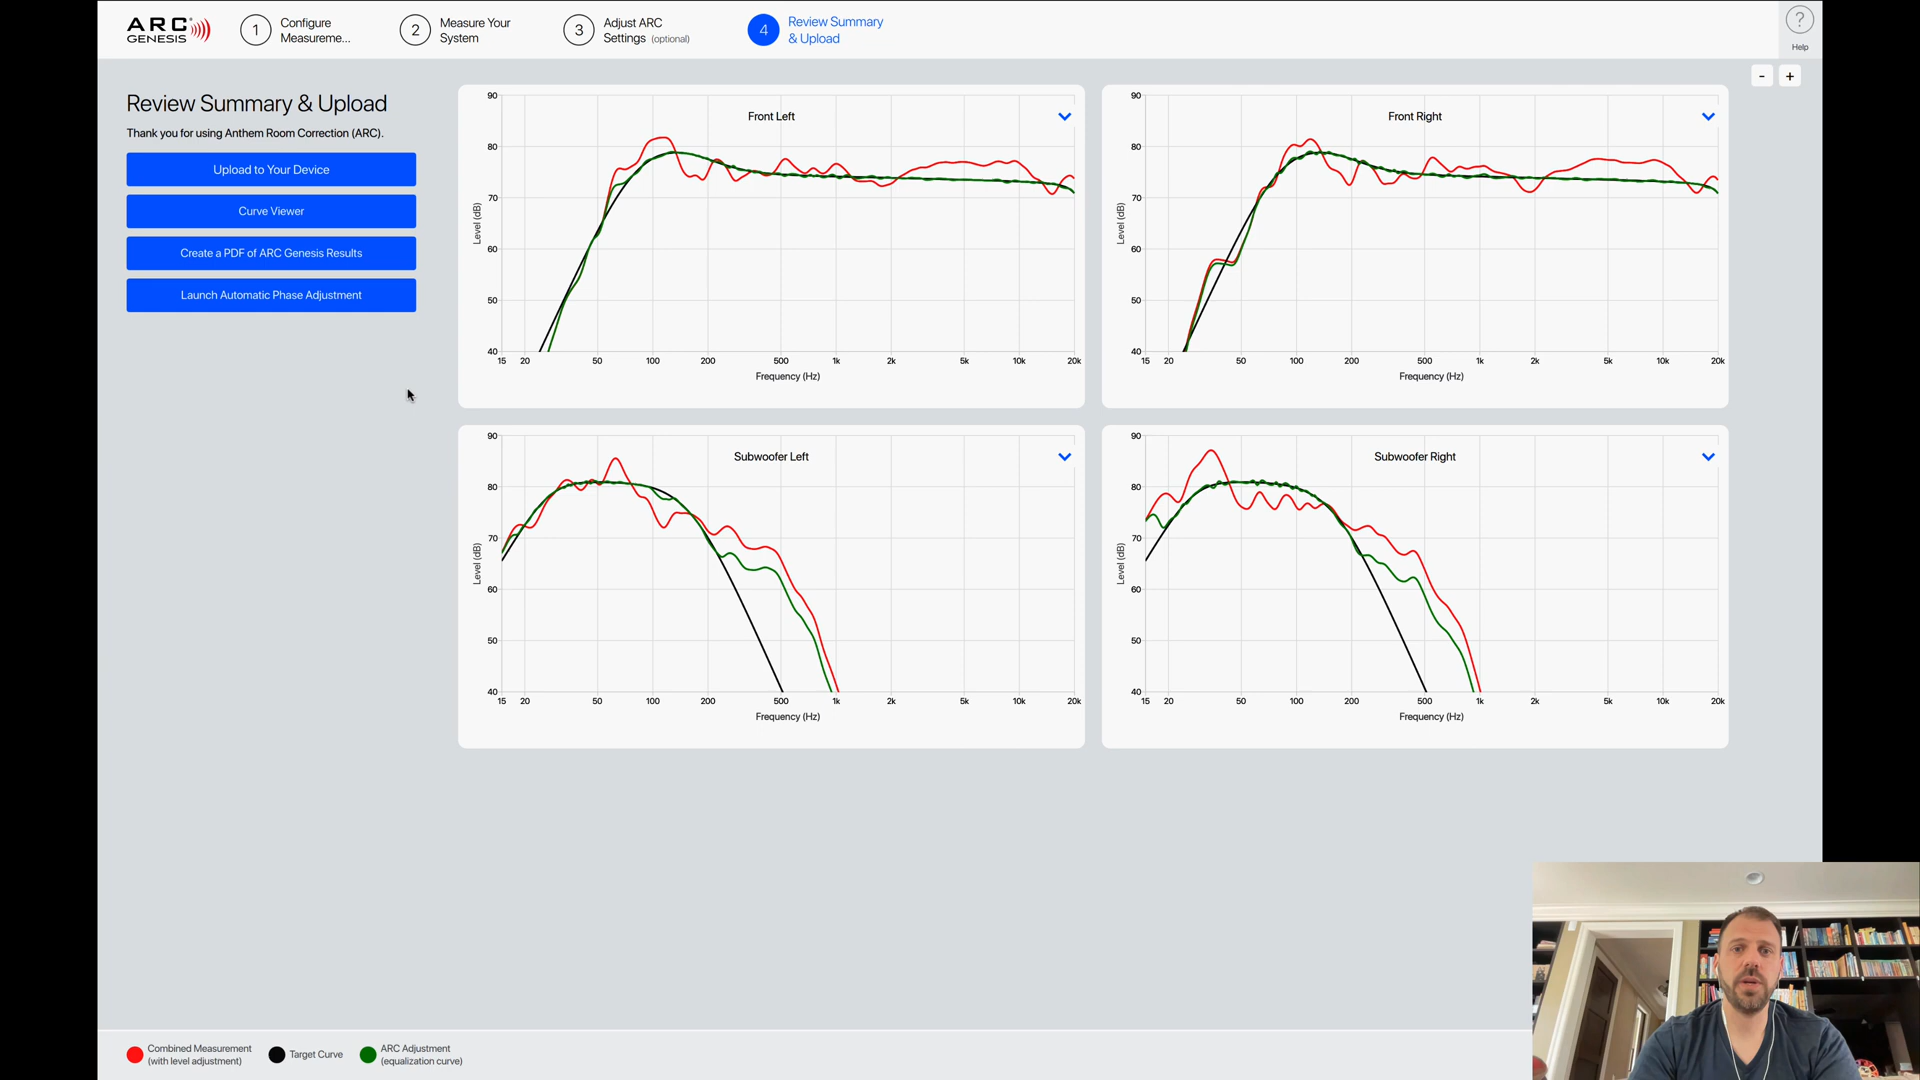 ARC
GENESIS
1
Configure
Measureme...
2
Measure Your
System
3
Adjust ARC
Settings (optional)
4
Review Summary
& Upload
?
Help
-
+
Review Summary & Upload
Thank you for using Anthem Room Correction (ARC).
Upload to Your Device
Curve Viewer
Create a PDF of ARC Genesis Results
Launch Automatic Phase Adjustment
Front Left
Level (dB)
90
80
70
60
50
40
15 20 50 100 200 500 1k 2k 5k 10k 20k
Frequency (Hz)
Front Right
Level (dB)
90
80
70
60
50
40
15 20 50 100 200 500 1k 2k 5k 10k 20k
Frequency (Hz)
Subwoofer Left
Level (dB)
90
80
70
60
50
40
15 20 50 100 200 500 1k 2k 5k 10k 20k
Frequency (Hz)
Subwoofer Right
Level (dB)
90
80
70
60
50
40
15 20 50 100 200 500 1k 2k 5k 10k 20k
Frequency (Hz)
Combined Measurement
(with level adjustment)
Target Curve
ARC Adjustment
(equalization curve)